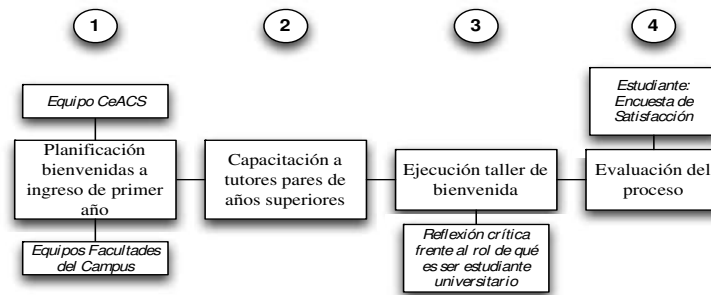 1
2
3
4
Equipo CeACS
Planificación
bienvenidas a
ingreso de primer
año
Equipos Facultades
del Campus
Capacitación a
tutores pares de
años superiores
Ejecución taller de
bienvenida
Reflexión crítica
frente al rol de qué
es ser estudiante
universitario
Estudiante:
Encuesta de
Satisfacción
Evaluación del
proceso